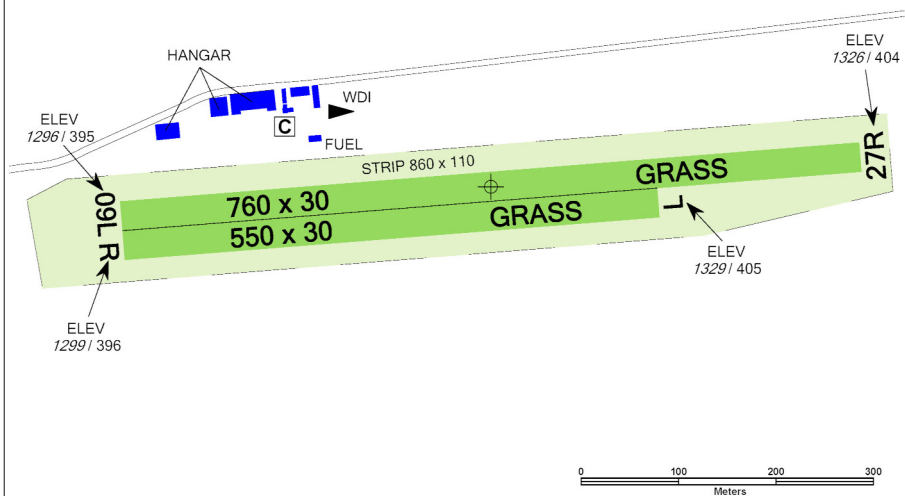 HANGAR
ELEV
1326 / 404
WDI
C
ELEV
1296 / 395
FUEL
STRIP 860 x 110
27R
GRASS
760 x 30
09L R
GRASS
550 x 30
L
ELEV
1329 / 405
ELEV
1299 / 396
0 100 200 300
Meters